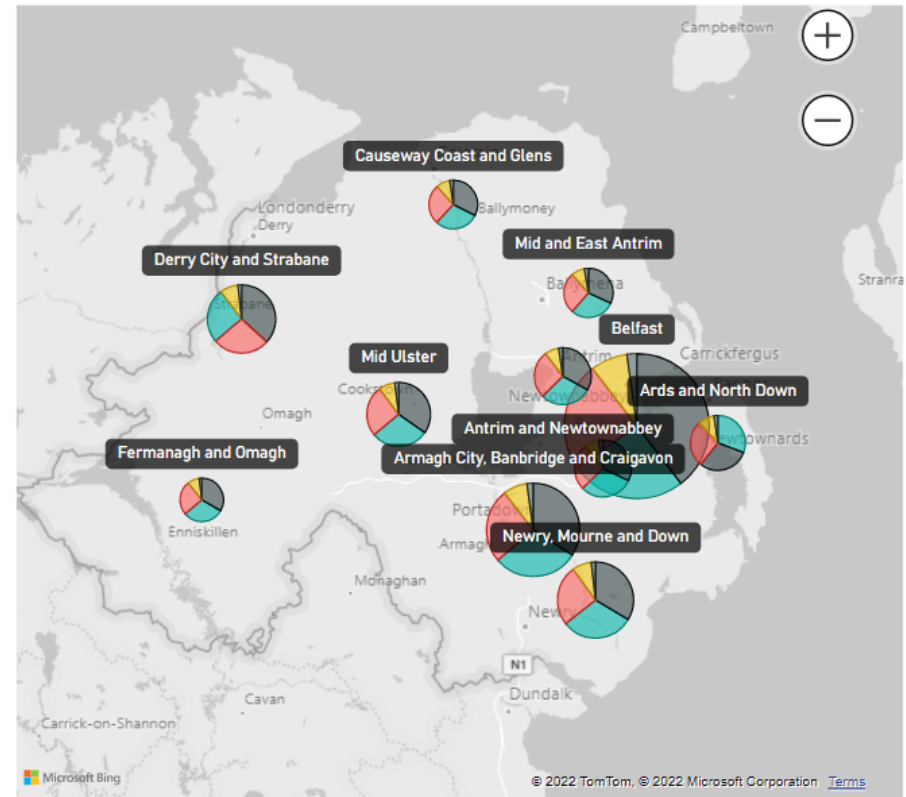 Campbeltown
Causeway Coast and Glens
Londonderry
Derry
Ballymoney
Mid and East Antrim
Derry City and Strabane
Stranra
Strabane
Belfast
Mid Ulster
Antrim
Carrickfergus
Cookstown
Ards and North Down
Omagh
Antrim and Newtownabbey
Newtownards
Fermanagh and Omagh
Armagh City, Banbridge and Craigavon
Portadown
Enniskillen
Newry, Mourne and Down
Armagh
Monaghan
Newry
N1
Cavan
Dundalk
Carrick-on-Shannon
Microsoft Bing
© 2022 TomTom, © 2022 Microsoft Corporation Terms